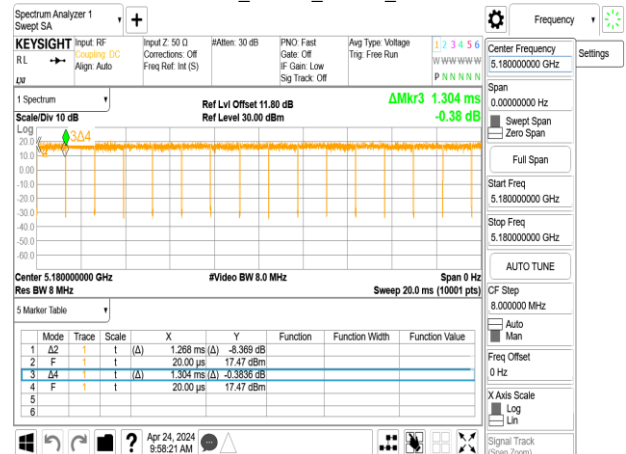 Spectrum Analyzer 1
Swept SA
Frequency
KEYSIGHT Input: RF Input Z: 50 Ω #Atten: 30 dB PNO: Fast Avg Type: Voltage 1 2 3 4 5 6
RL Coupling: DC Corrections: Off Gate: Off Trig: Free Run W W W W W W
Align: Auto Freq Ref: Int (S) IF Gain: Low
Sig Track: Off P N N N N N
LXI
Center Frequency
5.180000000 GHz
Settings
Span
0.00000000 Hz
Swept Span
Zero Span
Full Span
Start Freq
5.180000000 GHz
Stop Freq
5.180000000 GHz
AUTO TUNE
CF Step
8.000000 MHz
Auto
Man
Freq Offset
0 Hz
X Axis Scale
Log
Lin
Signal Track
(Span Zoom)
1 Spectrum Ref Lvl Offset 11.80 dB ΔMkr3 1.304 ms
Scale/Div 10 dB Ref Level 30.00 dBm -0.38 dB
Log
3Δ4
20.0
10.0
0.00
-10.0
-20.0
-30.0
-40.0
-50.0
-60.0
Center 5.180000000 GHz #Video BW 8.0 MHz Span 0 Hz
Res BW 8 MHz Sweep 20.0 ms (10001 pts)
5 Marker Table
Mode Trace Scale X Y Function Function Width Function Value
1 Δ2 1 t (Δ) 1.268 ms (Δ) -8.369 dB
2 F 1 t 20.00 µs 17.47 dBm
3 Δ4 1 t (Δ) 1.304 ms (Δ) -0.3836 dB
4 F 1 t 20.00 µs 17.47 dBm
5
6
? Apr 24, 2024
9:58:21 AM